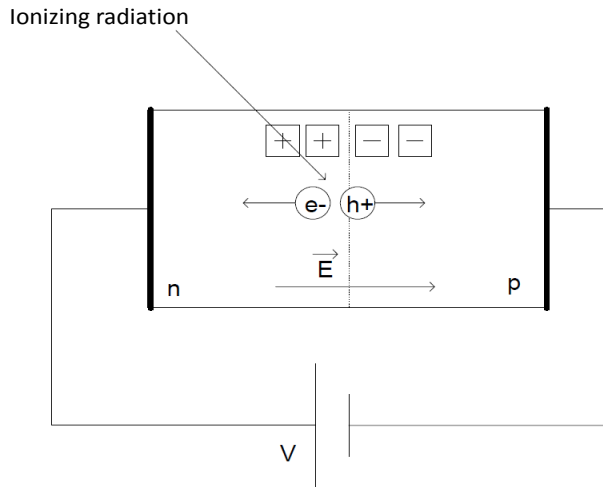 Ionizing radiation
+ + − −
e- h+
E
n p
V